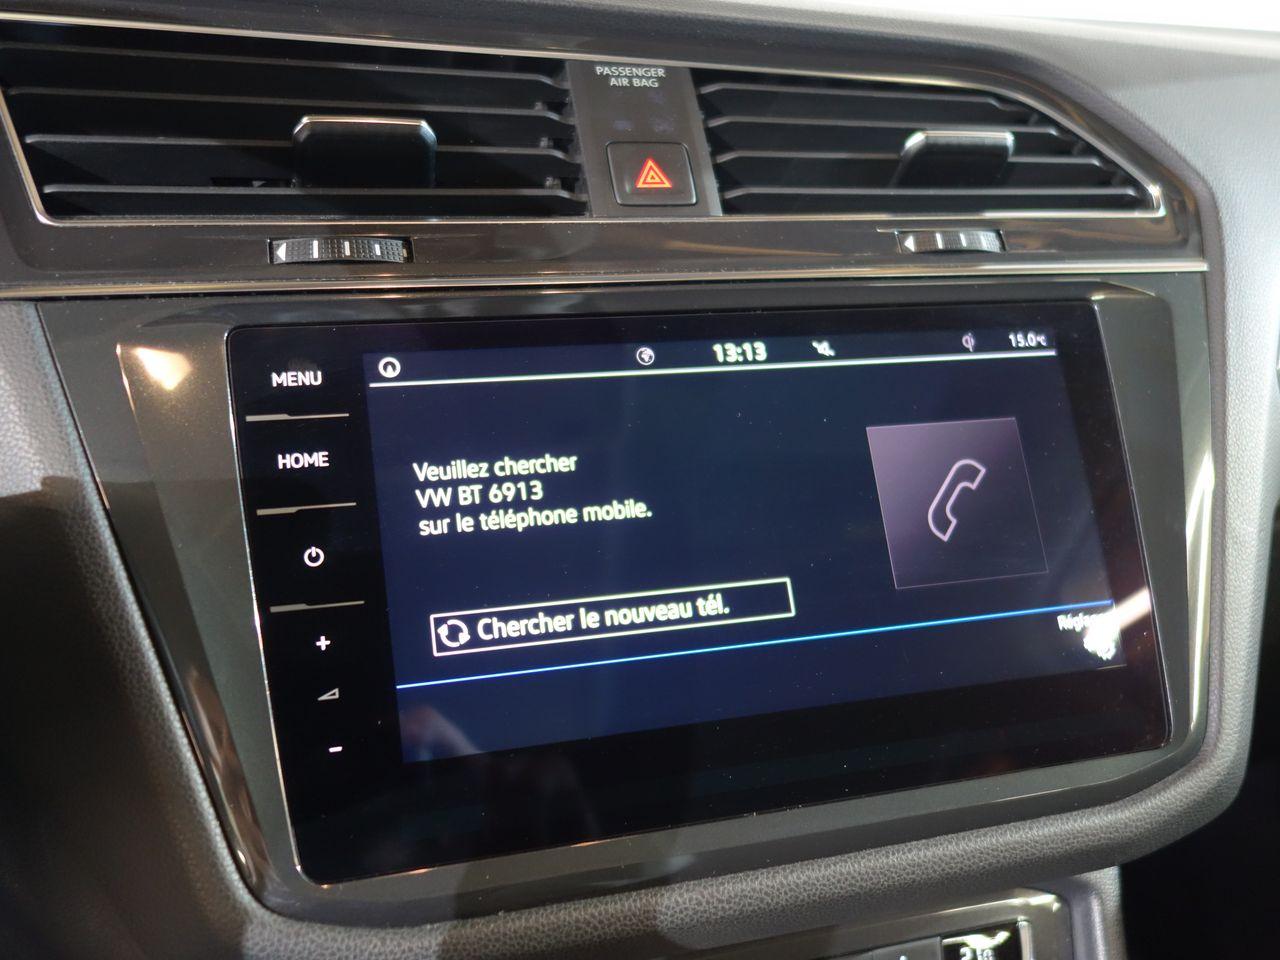 PASSENGER
AIR BAG
MENU
HOME
13:13
15.0°C
Veuillez chercher
VW BT 6913
sur le téléphone mobile.
Chercher le nouveau tél.